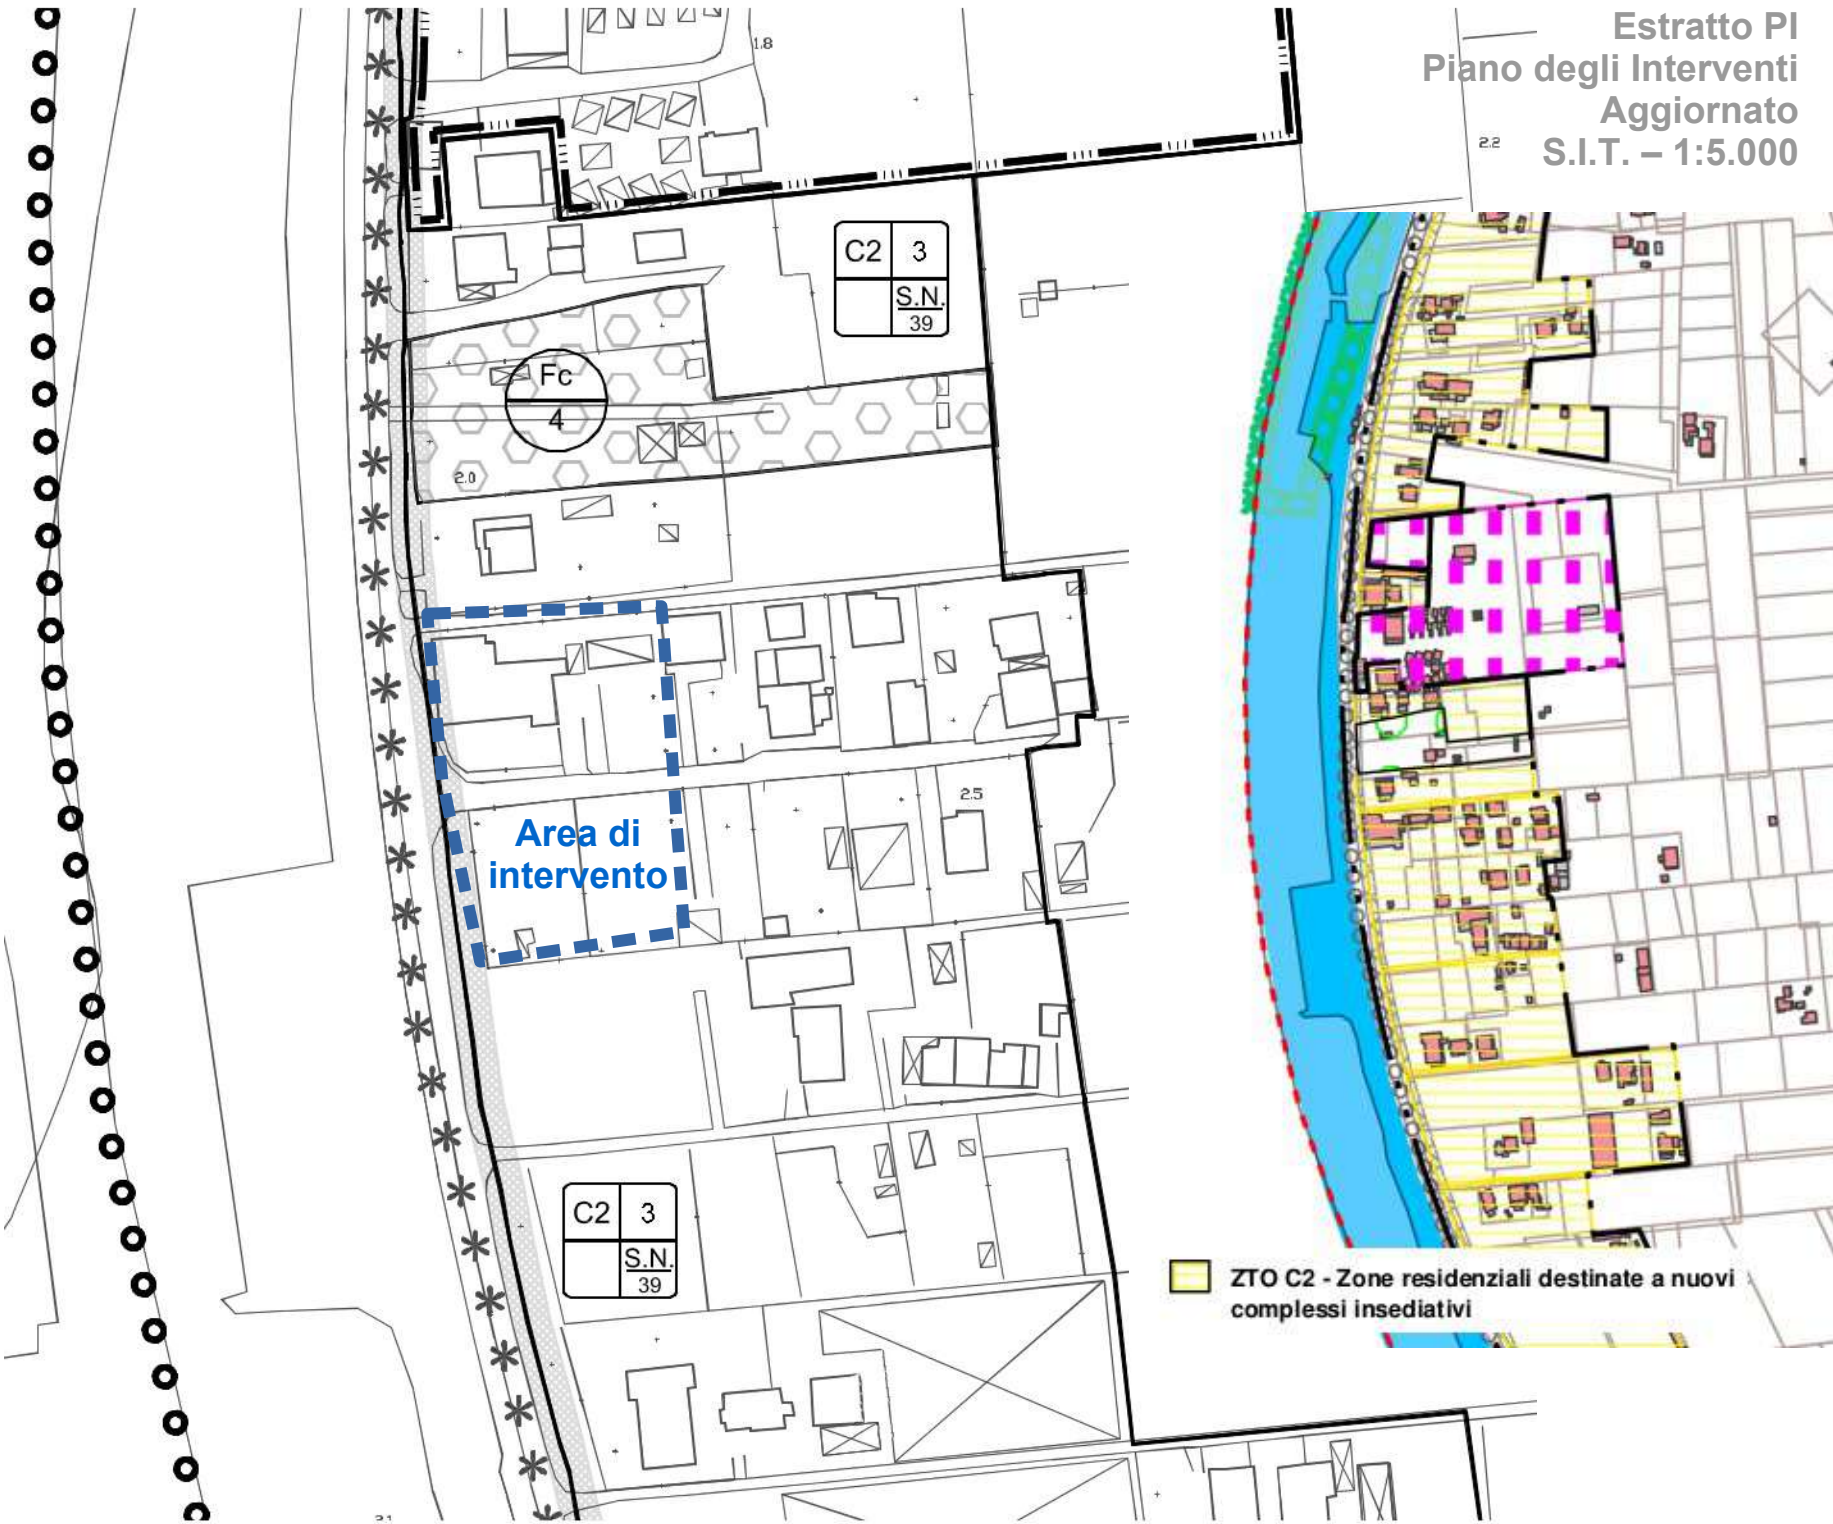 Estratto PI
Piano degli Interventi
Aggiornato
S.I.T. – 1:5.000
1.8
2.2
C2 3
S.N.
39
Fc
4
2.0
2.5
Area di
intervento
C2 3
S.N.
39
ZTO C2 - Zone residenziali destinate a nuovi
complessi insediativi